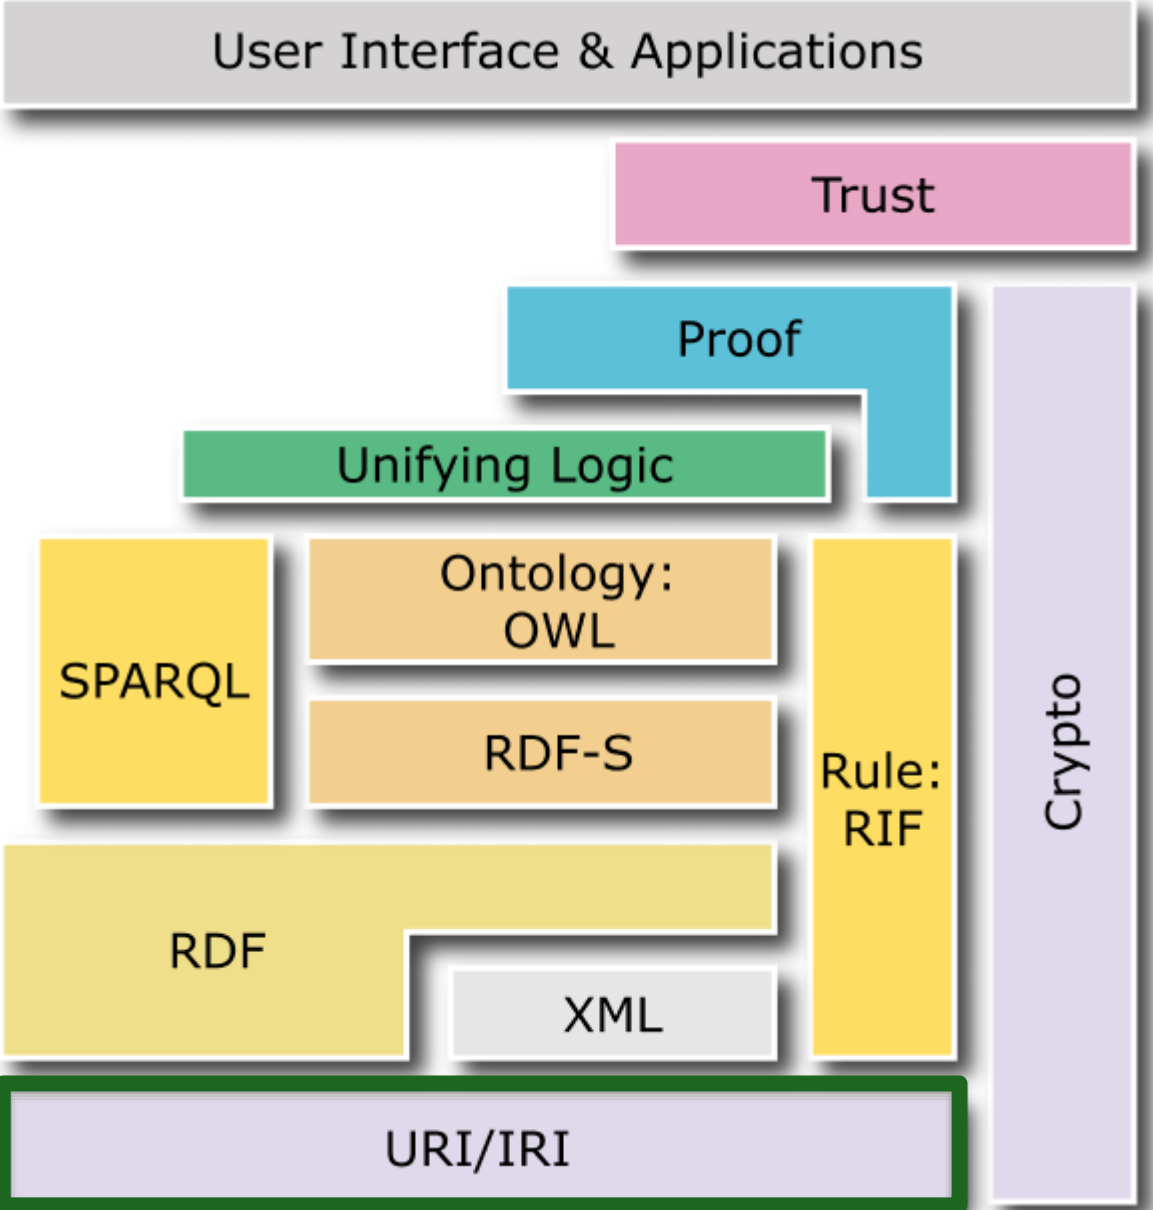 User Interface & Applications
Trust
Proof
Unifying Logic
Ontology:
OWL
SPARQL
RDF-S
Rule:
RIF
Crypto
RDF
XML
URI/IRI